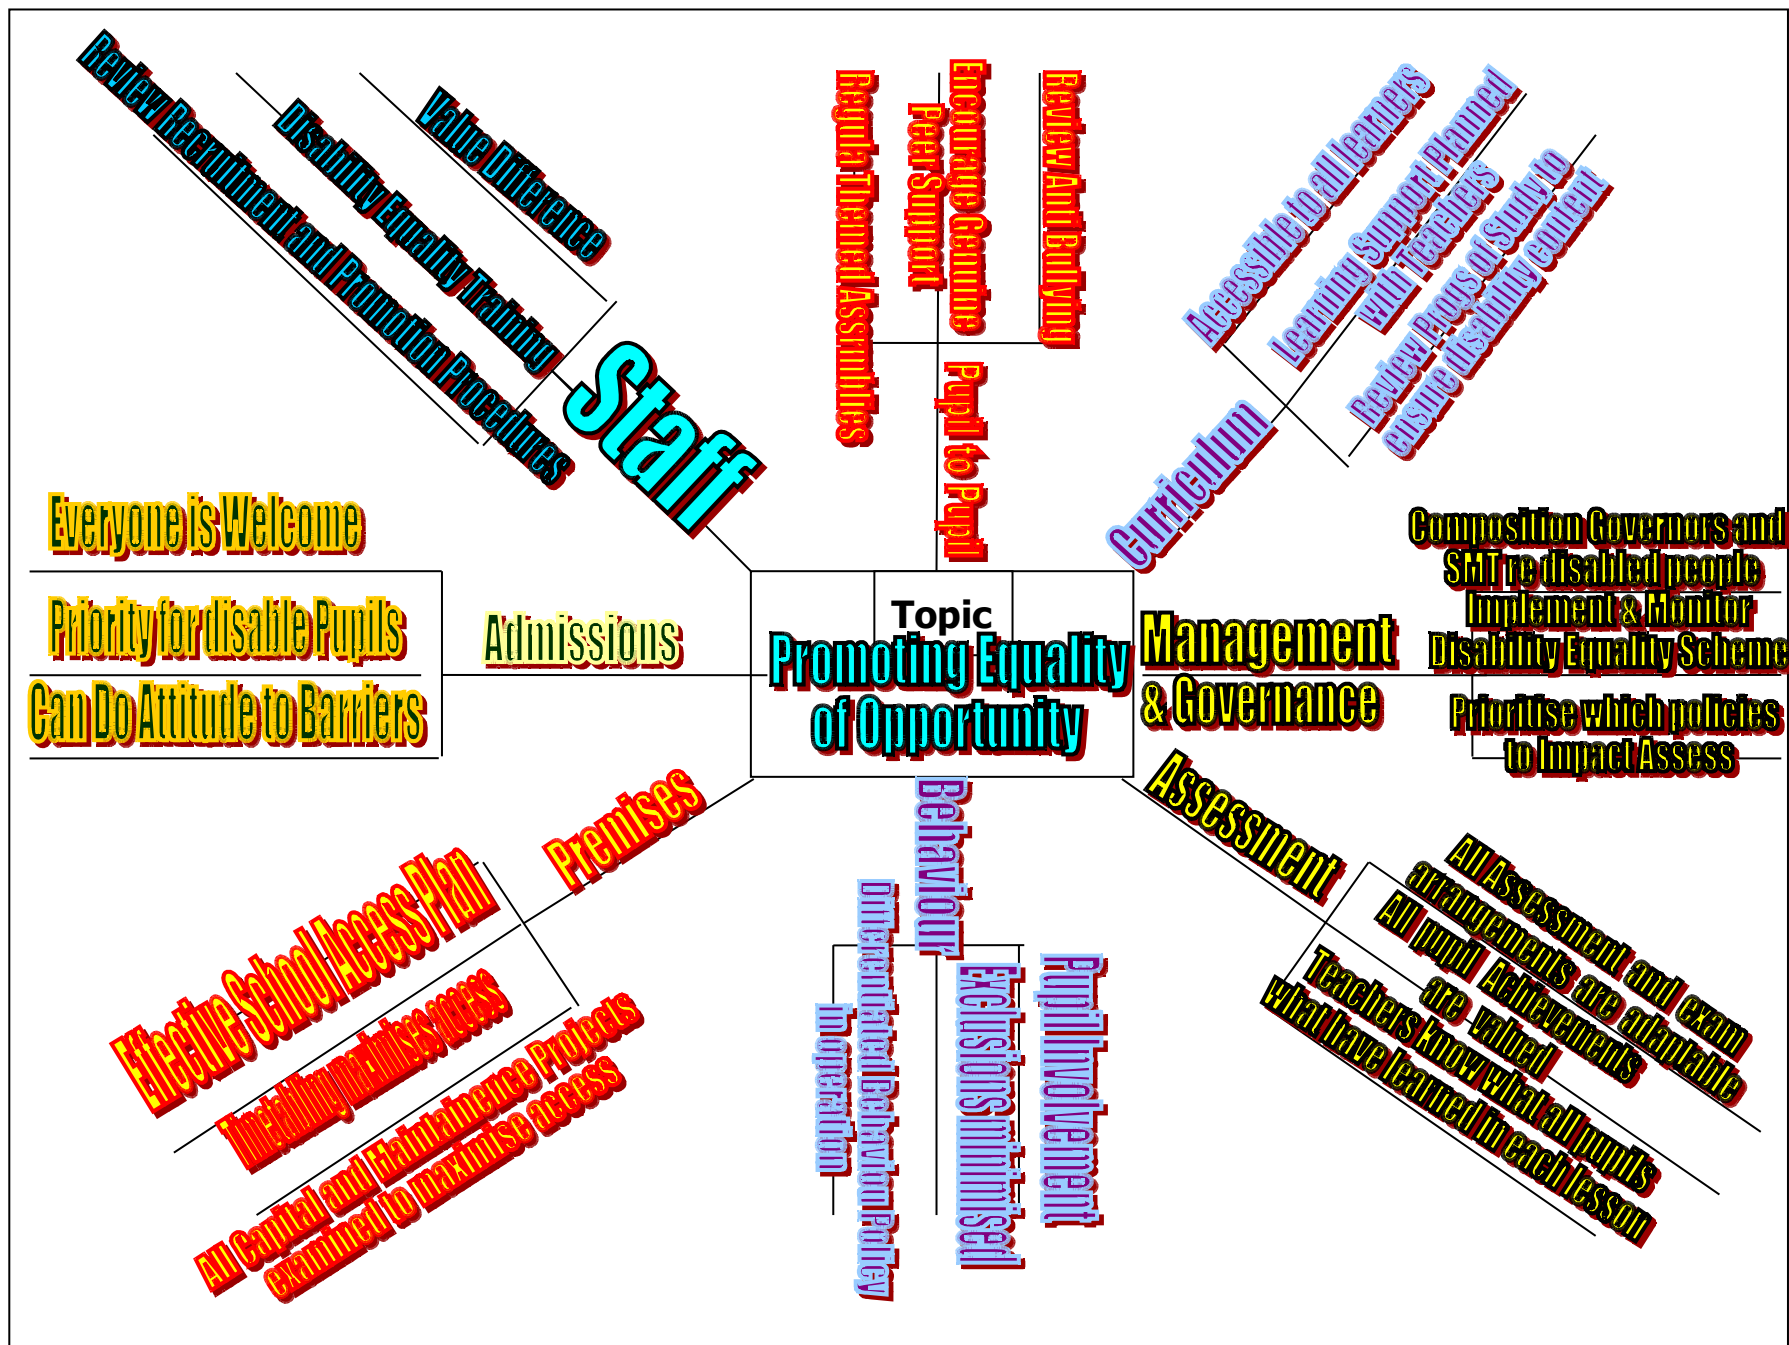 Review Recruitment and Promotion Procedures
Disability Equality Training
Value Difference
Staff
Regula Themed Assmblies
Encourage Genuine
Peer Support
Review Anti Bullying
Pupil to Pupil
Accessible to all learners
Learning Support Planned
with Teachers
Review Progs of study to
ensure disability content
Curriculum
Everyone is Welcome
Priority for disable Pupils
Can Do Attitude to Barriers
Admissions
Topic
Promoting Equality
of Opportunity
Management
& Governance
Composition Governors and
SMT re disabled people
Implement & Monitor
Disability Equality Scheme
Prioritise which policies
to Impact Assess
Premises
Effective School Access Plan
Timetabling maximises access
All Capital and Maintainence Projects
examined to maximise access
Behaviour
Differerentiated Behaviour Policy
in operation
Exclusions minimised
Pupil Involvement
Assessment
All Assessment and exam
arrangements are adaptable
All pupil Achievements
are valued
Teachers know what all pupils
what have learned in each lesson